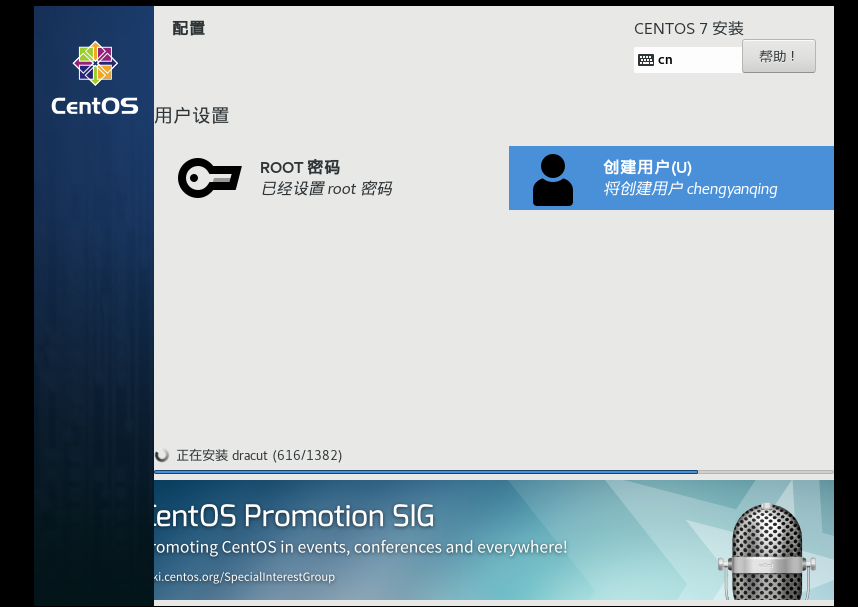 配置
CENTOS 7 安装
cn
帮助！
CentOS
用户设置
ROOT 密码
已经设置 root 密码
创建用户(U)
将创建用户 chengyanqing
正在安装 dracut (616/1382)
CentOS Promotion SIG
romoting CentOS in events, conferences and everywhere!
ki.centos.org/SpecialInterestGroup